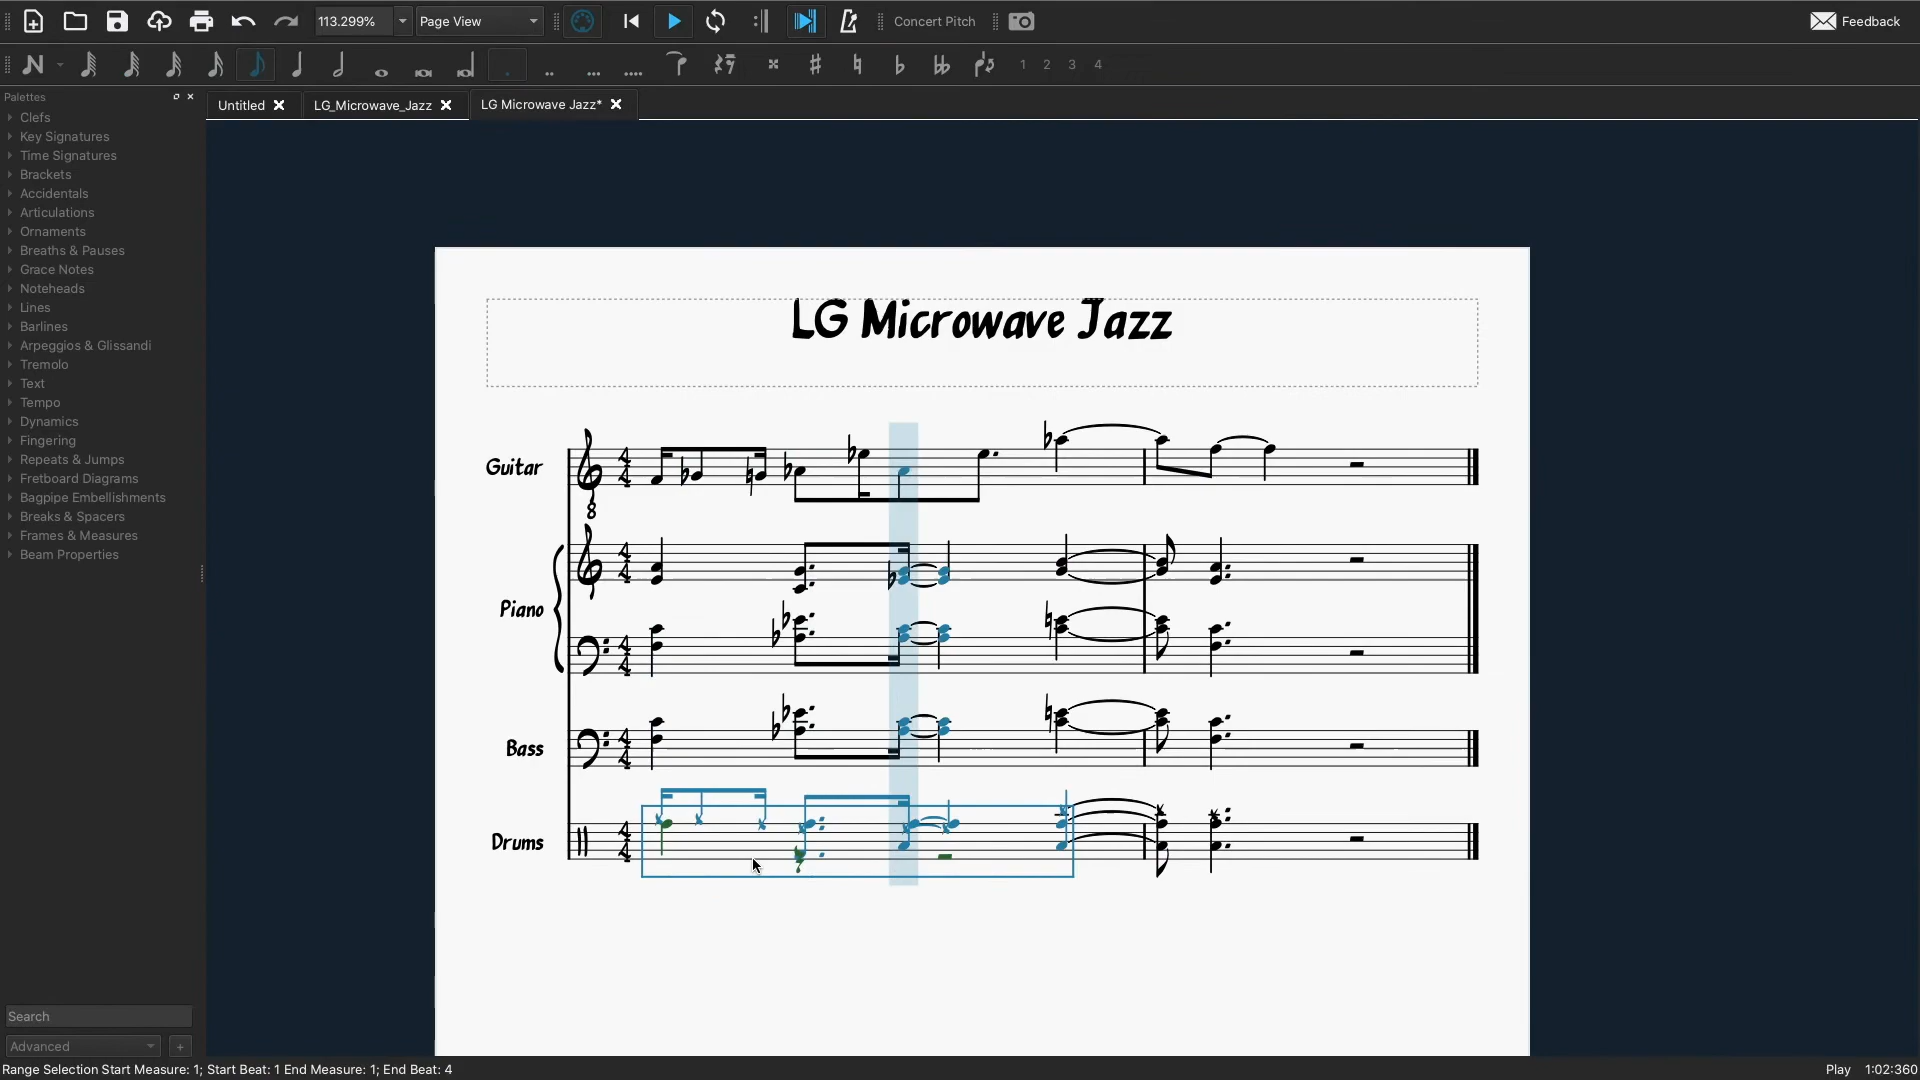 113.299%
Page View
Concert Pitch
Feedback
1 2 3 4
Palettes
Untitled
LG_Microwave_Jazz
LG Microwave Jazz*
Clefs
Key Signatures
Time Signatures
Brackets
Accidentals
Articulations
Ornaments
Breaths & Pauses
Grace Notes
Noteheads
Lines
Barlines
Arpeggios & Glissandi
Tremolo
Text
Tempo
Dynamics
Fingering
Repeats & Jumps
Fretboard Diagrams
Bagpipe Embellishments
Breaks & Spacers
Frames & Measures
Beam Properties
LG Microwave Jazz
Guitar
8
Piano
Bass
Drums
Search
Advanced
+
Range Selection Start Measure: 1; Start Beat: 1 End Measure: 1; End Beat: 4
Play 1:02:360